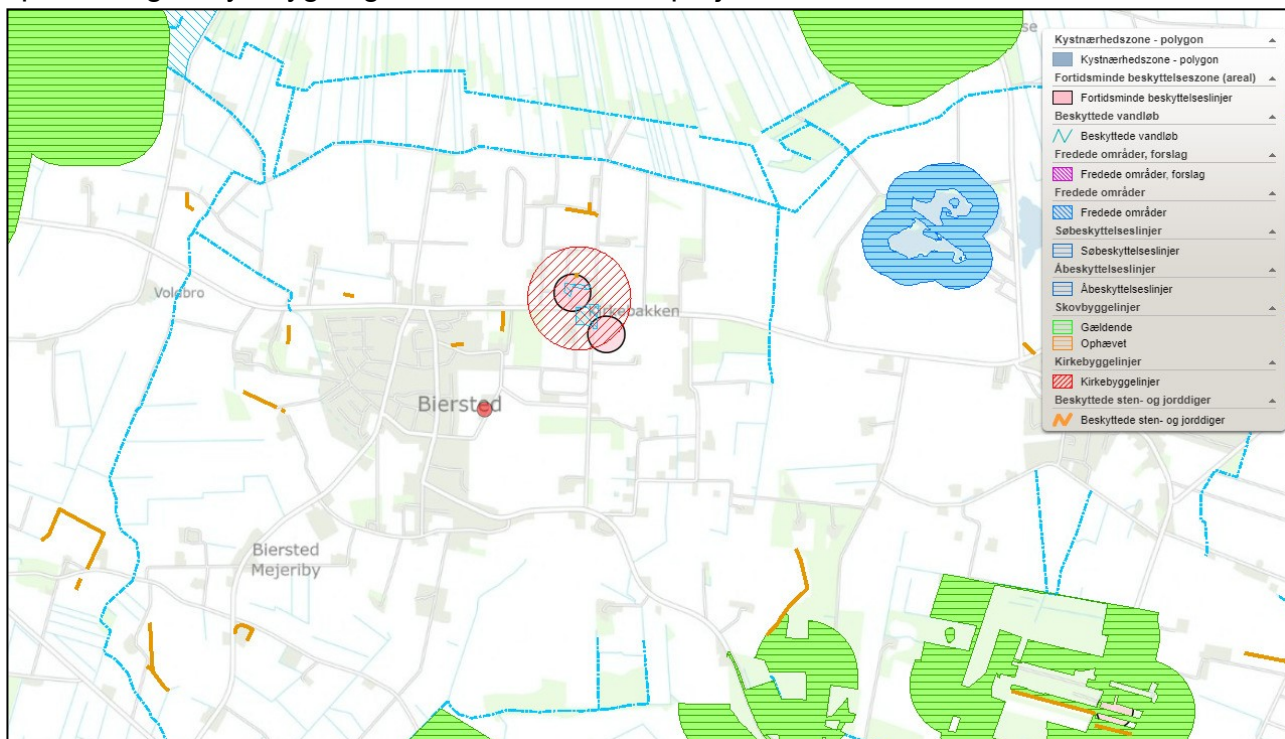 se
Kystnærhedszone - polygon
Kystnærhedszone - polygon
Fortidsminde beskyttelseszone (areal)
Fortidsminde beskyttelseslinjer
Beskyttede vandløb
Beskyttede vandløb
Fredede områder, forslag
Fredede områder, forslag
Fredede områder
Fredede områder
Søbeskyttelseslinjer
Søbeskyttelseslinjer
Åbeskyttelseslinjer
Åbeskyttelseslinjer
Skovbyggelinjer
Gældende
Ophævet
Kirkebyggelinjer
Kirkebyggelinjer
Beskyttede sten- og jorddiger
Beskyttede sten- og jorddiger
Volsbro
Kirkebakken
Biersted
Biersted
Mejeriby